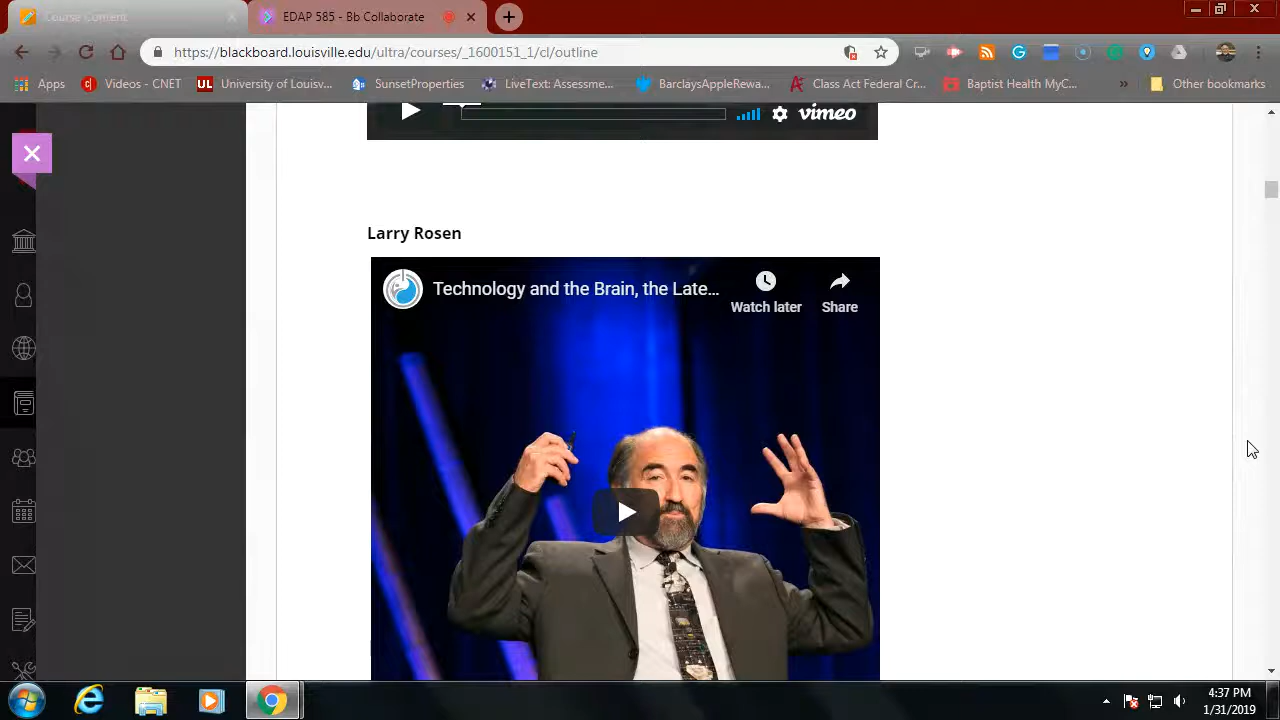 Course Content
EDAP 585 - Bb Collaborate
https://blackboard.louisville.edu/ultra/courses/_1600151_1/cl/outline
Apps
Videos - CNET
University of Louisv...
SunsetProperties
LiveText: Assessme...
BarclaysAppleRewa...
Class Act Federal Cr...
Baptist Health MyC...
»
Other bookmarks
vimeo
Larry Rosen
Technology and the Brain, the Late...
Watch later
Share
4:37 PM
1/31/2019